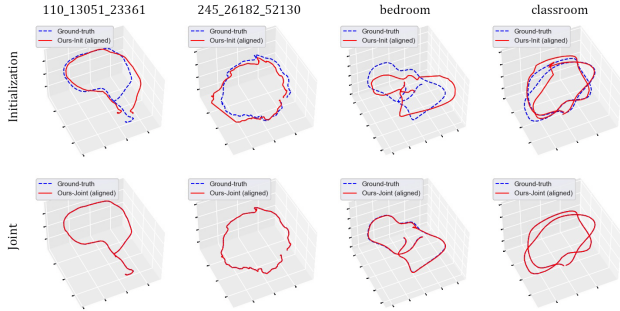 110_13051_23361 245_26182_52130 bedroom classroom
Initialization
Ground-truth
Ours-Init (aligned)
Ground-truth
Ours-Init (aligned)
Ground-truth
Ours-Init (aligned)
Ground-truth
Ours-Init (aligned)
Joint
Ground-truth
Ours-Joint (aligned)
Ground-truth
Ours-Joint (aligned)
Ground-truth
Ours-Joint (aligned)
Ground-truth
Ours-Joint (aligned)